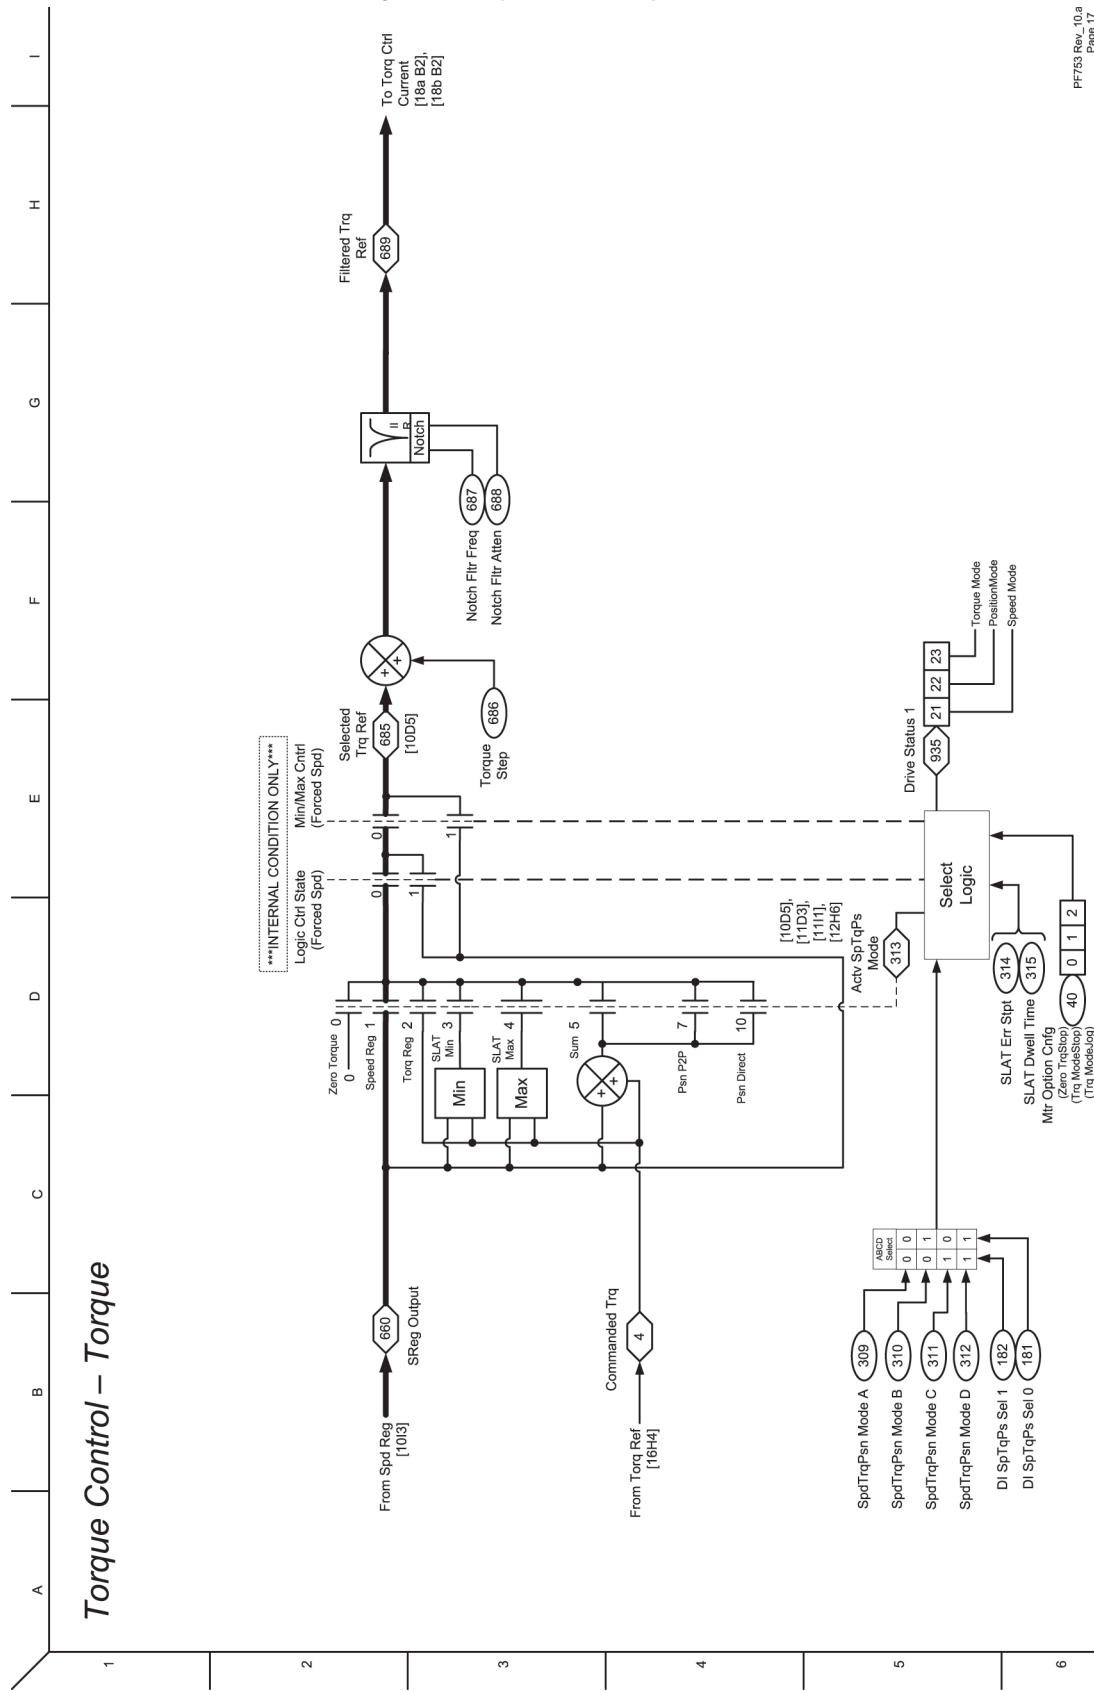 Torque Control – Torque
A
B
C
D
E
F
G
H
I
1
2
3
4
5
6
From Spd Reg
[10I3]
660
SReg Output
From Torq Ref
[16H4]
Commanded Trq
4
Zero Torque 0
0
Speed Reg 1
Torq Reg 2
SLAT
Min 3
Min
SLAT
Max 4
Max
Sum 5
+
+
Psn P2P
7
Psn Direct
10
***INTERNAL CONDITION ONLY***
Logic Ctrl State
(Forced Spd)
0
1
Min/Max Cntrl
(Forced Spd)
0
1
Selected
Trq Ref
685
[10D5]
+
+
686
Torque
Step
II
R
Notch
687
Notch Fltr Freq
688
Notch Fltr Atten
Filtered Trq
Ref
689
To Torq Ctrl
Current
[18a B2],
[18b B2]
SpdTrqPsn Mode A
309
SpdTrqPsn Mode B
310
SpdTrqPsn Mode C
311
SpdTrqPsn Mode D
312
DI SpTqPs Sel 1
182
DI SpTqPs Sel 0
181
ABCD
Select
0 0
0 1
1 0
1 1
[10D5],
[11D3],
[11I1],
[12H6]
Actv SpTqPs
Mode
313
Select
Logic
SLAT Err Stpt
314
SLAT Dwell Time
315
Mtr Option Cnfg
(Zero TrqStop)
(Trq ModeStop)
(Trq ModeJog)
40
0 1 2
Drive Status 1
935
21 22 23
Torque Mode
PositionMode
Speed Mode
PF753 Rev_10.a
Page 17